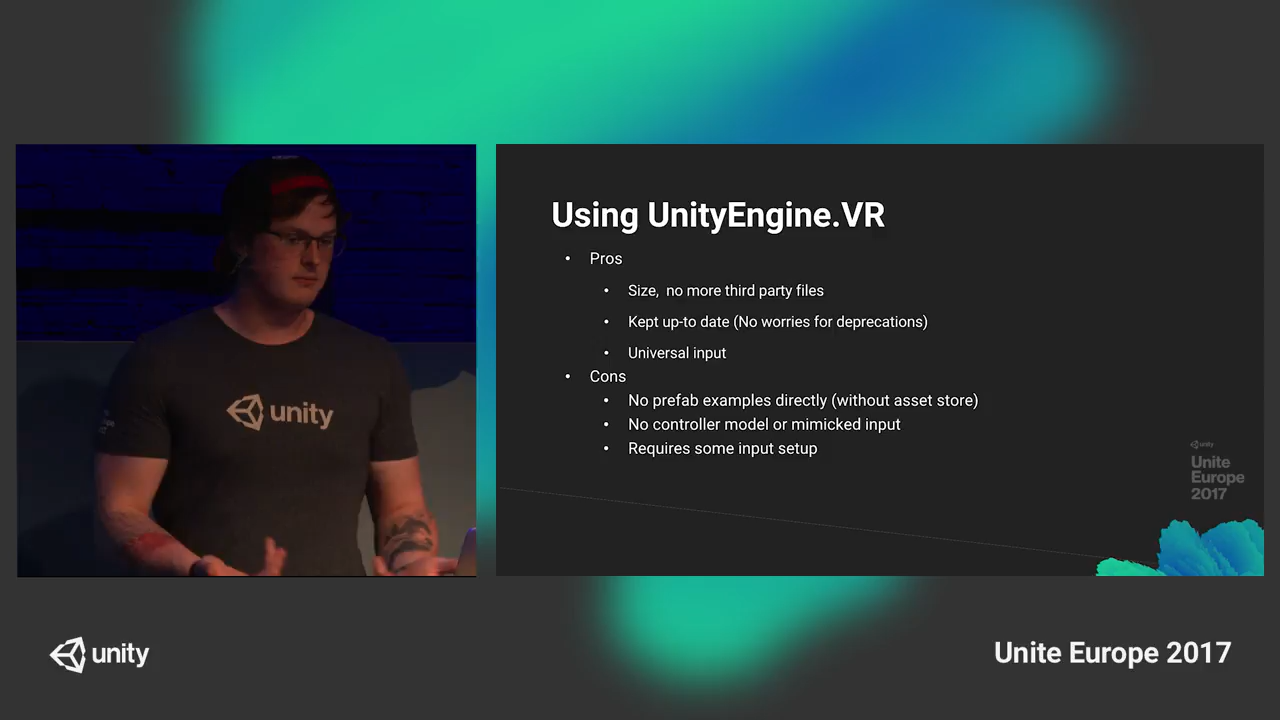 unity
Using UnityEngine.VR
• Pros
• Size, no more third party files
• Kept up-to date (No worries for deprecations)
• Universal input
• Cons
• No prefab examples directly (without asset store)
• No controller model or mimicked input
• Requires some input setup
unity
Unite
Europe
2017
unity
Unite Europe 2017